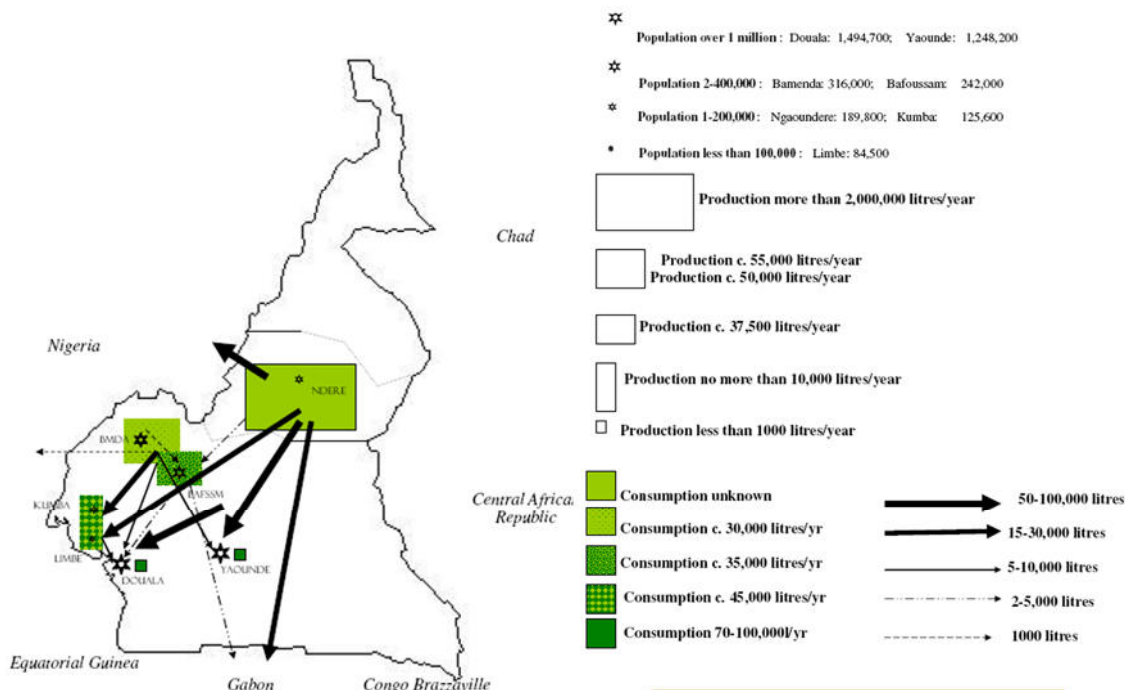 Chad
Nigeria
NDERE
BMDA
BAFSSM
KUMBA
LIMBE
DOUALA
YAOUNDE
Central Africa.
Republic
Equatorial Guinea
Gabon
Congo Brazzaville
Population over 1 million : Douala: 1,494,700; Yaounde: 1,248,200
Population 2-400,000 : Bamenda: 316,000; Bafoussam: 242,000
Population 1-200,000 : Ngaoundere: 189,800; Kumba: 125,600
Population less than 100,000 : Limbe: 84,500
Production more than 2,000,000 litres/year
Production c. 55,000 litres/year
Production c. 50,000 litres/year
Production c. 37,500 litres/year
Production no more than 10,000 litres/year
Production less than 1000 litres/year
Consumption unknown
Consumption c. 30,000 litres/yr
Consumption c. 35,000 litres/yr
Consumption c. 45,000 litres/yr
Consumption 70-100,000l/yr
50-100,000 litres
15-30,000 litres
5-10,000 litres
2-5,000 litres
1000 litres